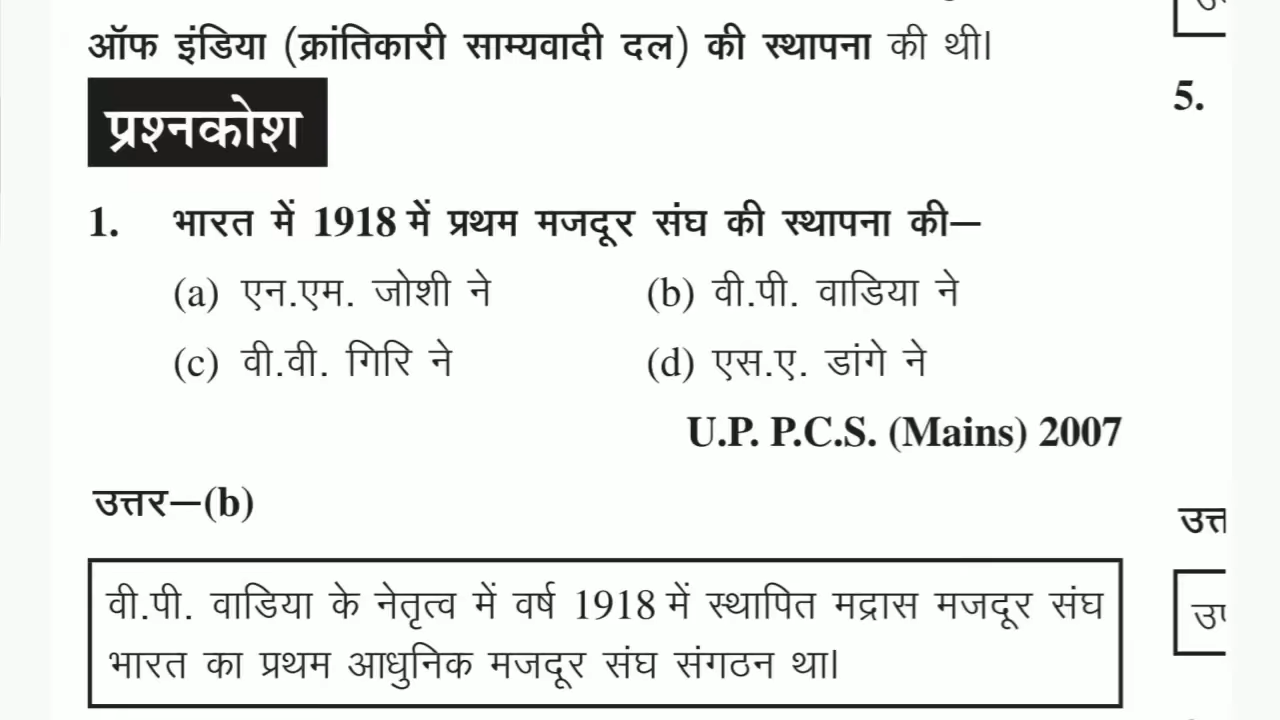 ऑफ इंडिया (क्रांतिकारी साम्यवादी दल) की स्थापना की थी।
प्रश्नकोश
1. भारत में 1918 में प्रथम मजदूर संघ की स्थापना की–
(a) एन.एम. जोशी ने (b) वी.पी. वाडिया ने
(c) वी.वी. गिरि ने (d) एस.ए. डांगे ने
U.P. P.C.S. (Mains) 2007
उत्तर–(b)
वी.पी. वाडिया के नेतृत्व में वर्ष 1918 में स्थापित मद्रास मजदूर संघ
भारत का प्रथम आधुनिक मजदूर संघ संगठन था।
5.